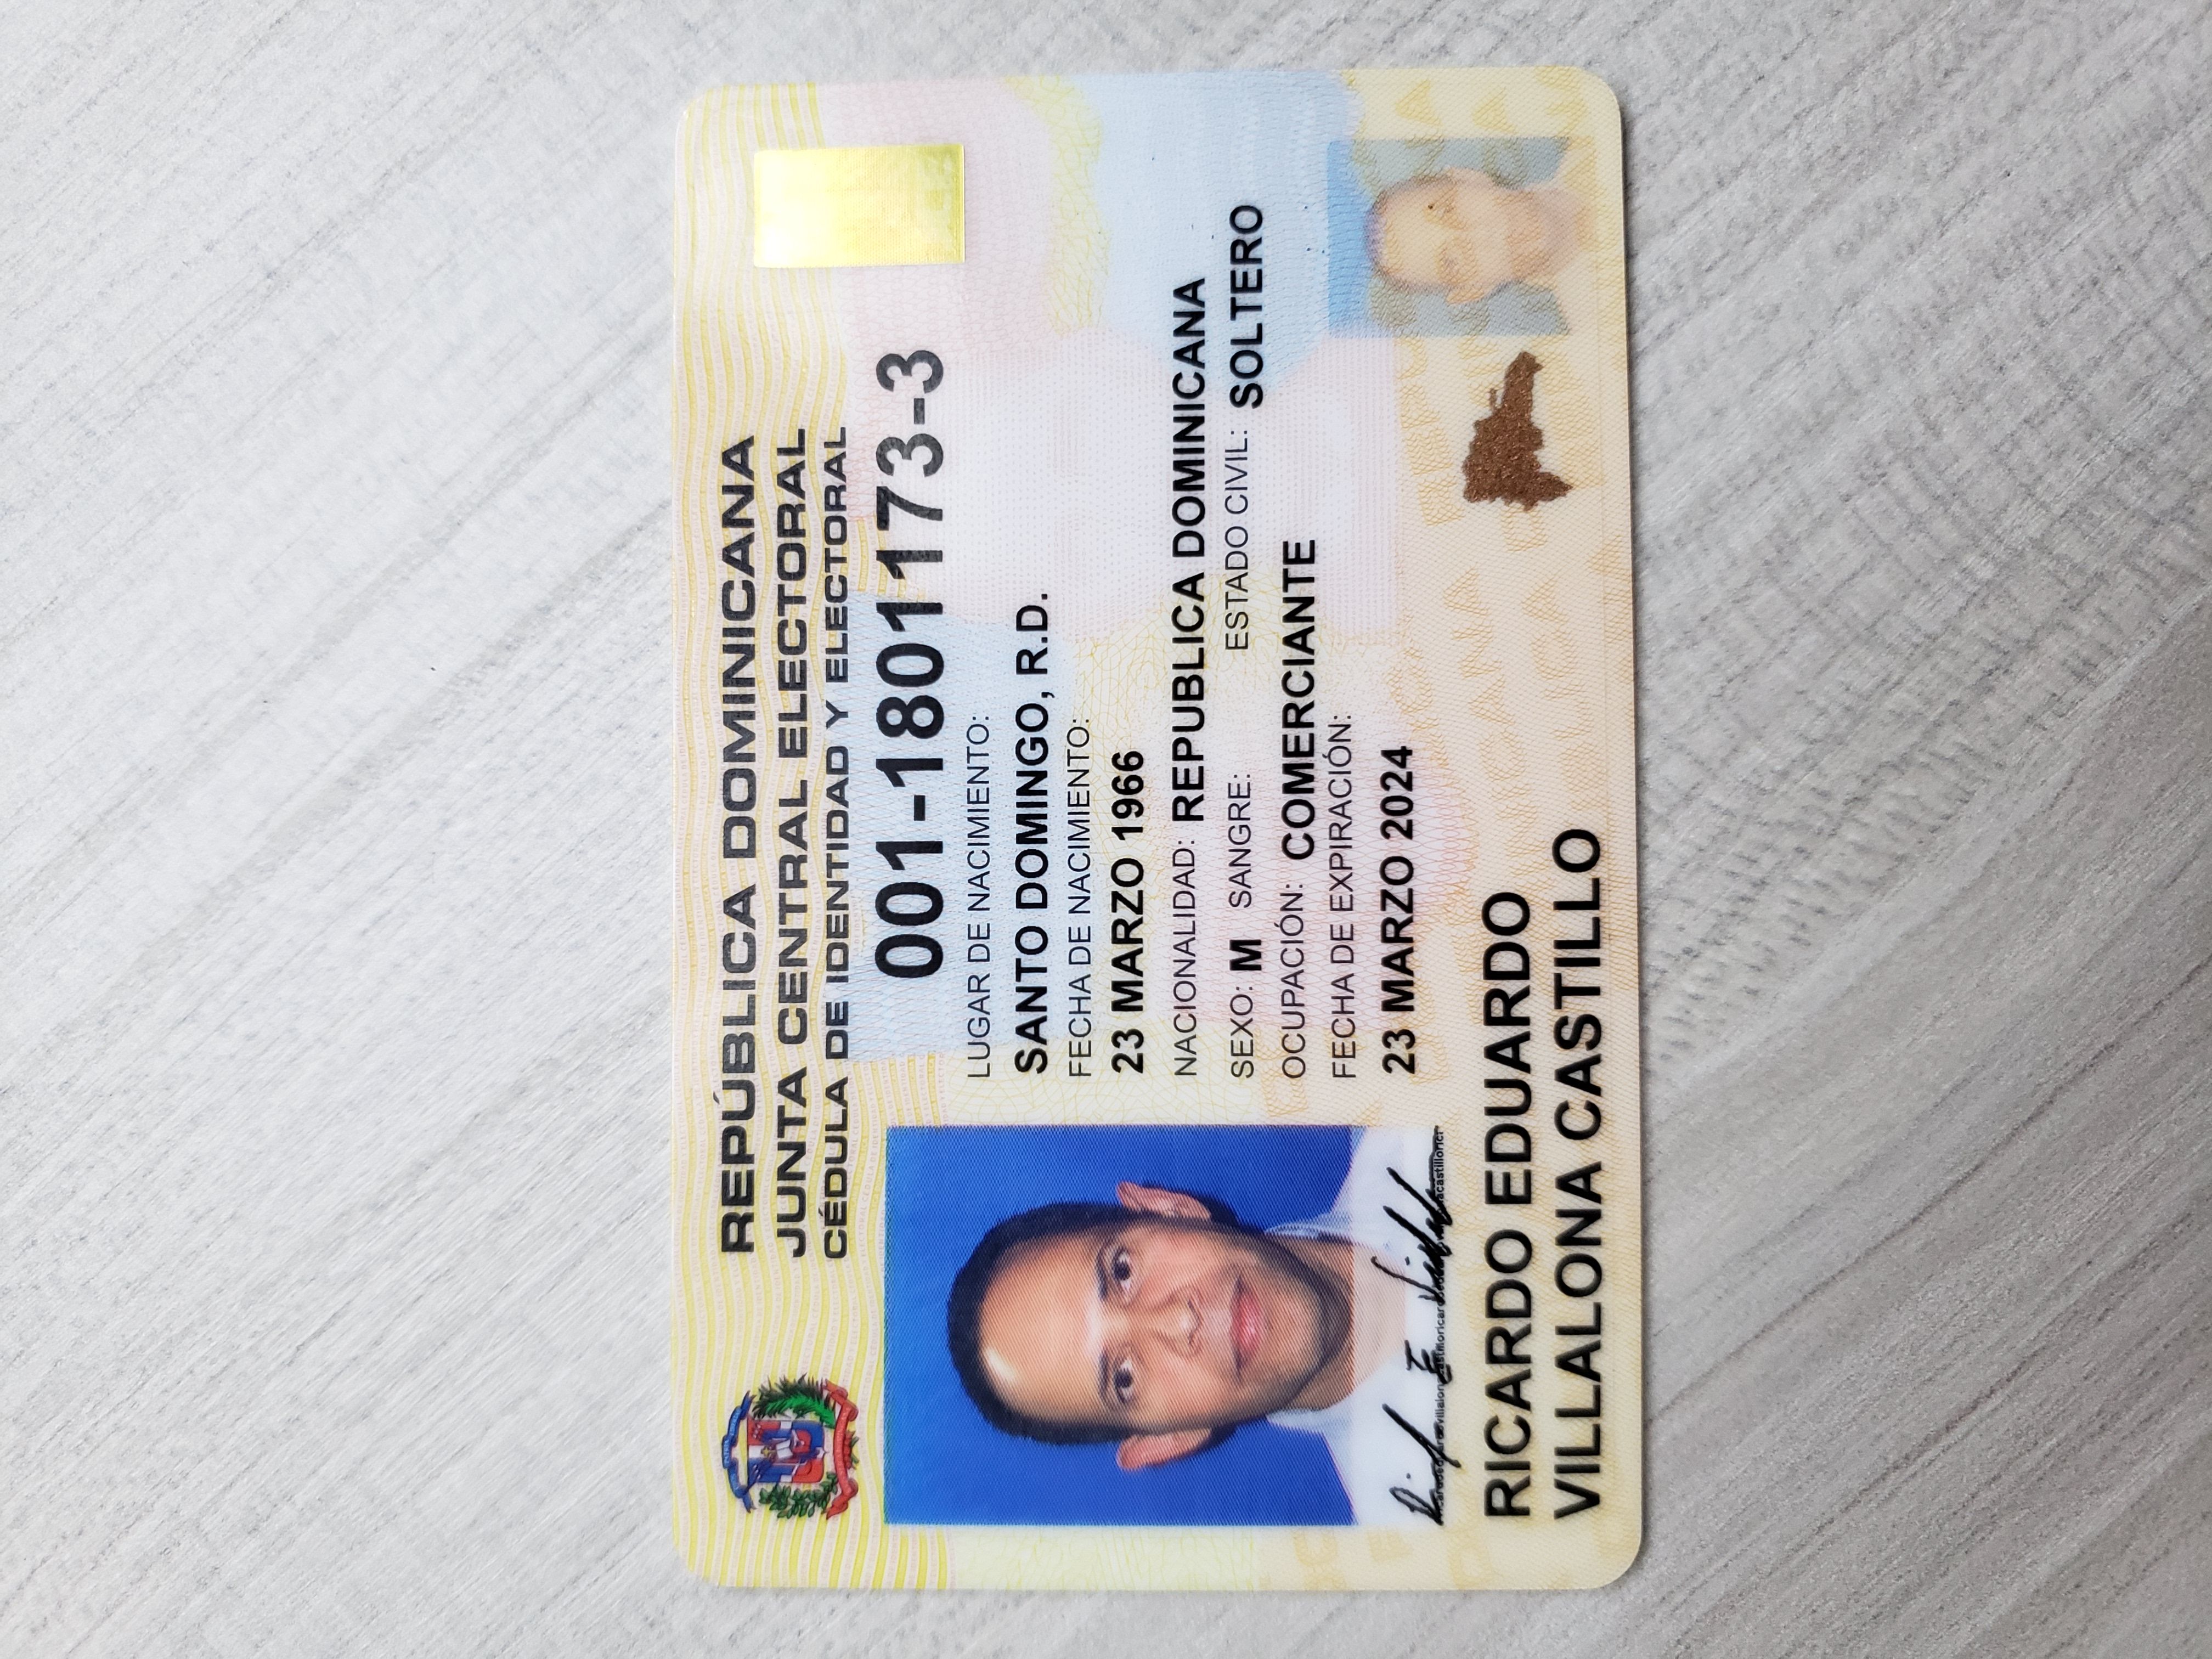 REPÚBLICA DOMINICANA
JUNTA CENTRAL ELECTORAL
CÉDULA DE IDENTIDAD Y ELECTORAL
001-1801173-3
LUGAR DE NACIMIENTO:
SANTO DOMINGO, R.D.
FECHA DE NACIMIENTO:
23 MARZO 1966
NACIONALIDAD: REPUBLICA DOMINICANA
SEXO: M SANGRE: ESTADO CIVIL: SOLTERO
OCUPACIÓN: COMERCIANTE
FECHA DE EXPIRACIÓN:
23 MARZO 2024
RICARDO EDUARDO
VILLALONA CASTILLO